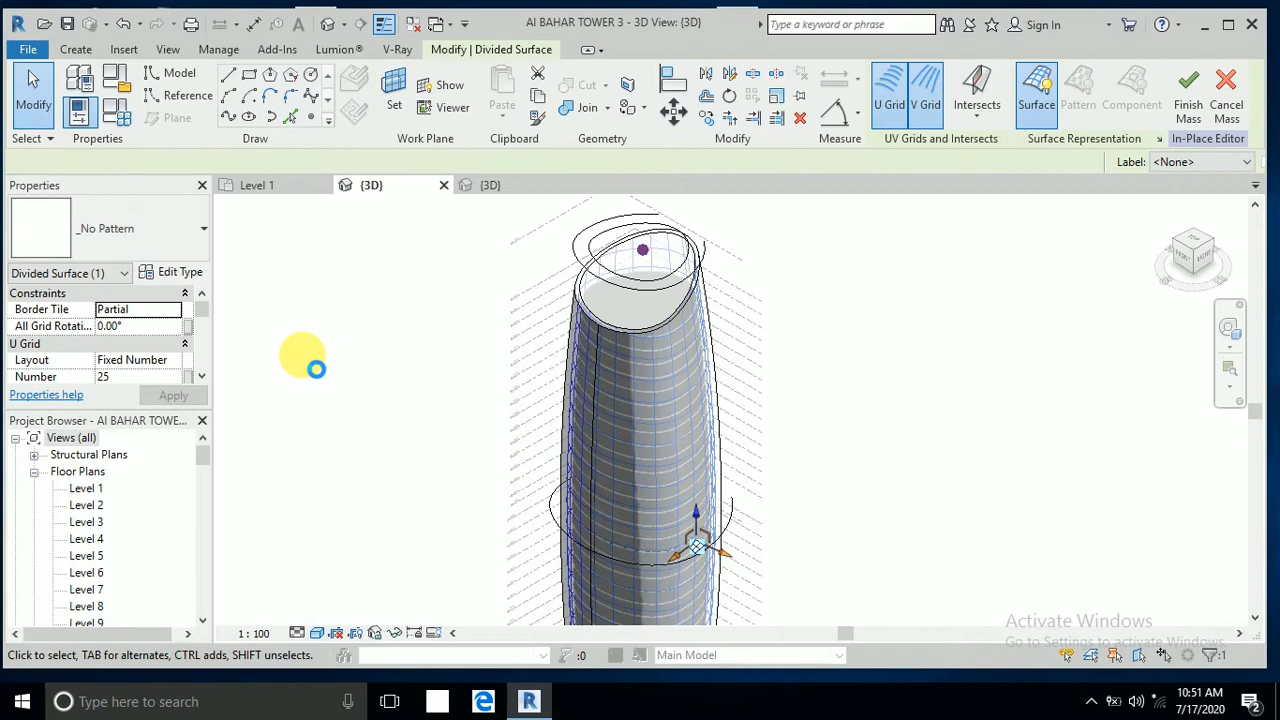 AI BAHAR TOWER 3 - 3D View: {3D}
Type a keyword or phrase
Sign In
File
Create
Insert
View
Manage
Add-Ins
Lumion®
V-Ray
Modify | Divided Surface
Modify
Model
Reference
Plane
Set
Show
Viewer
Paste
Cut
Join
U Grid
V Grid
Intersects
Surface
Pattern
Component
Finish
Mass
Cancel
Mass
Select
Properties
Draw
Work Plane
Clipboard
Geometry
Modify
Measure
UV Grids and Intersects
Surface Representation
In-Place Editor
Label:
<None>
Properties
Level 1
{3D}
{3D}
_No Pattern
Divided Surface (1)
Edit Type
Constraints
Border Tile
Partial
All Grid Rotati...
0.00°
U Grid
Layout
Fixed Number
Number
25
Properties help
Apply
Project Browser - AI BAHAR TOWE...
Views (all)
Structural Plans
Floor Plans
Level 1
Level 2
Level 3
Level 4
Level 5
Level 6
Level 7
Level 8
Level 9
1 : 100
Activate Windows
Go to Settings to activate Windows.
Click to select, TAB for alternates, CTRL adds, SHIFT unselects.
:0
Main Model
:1
Type here to search
10:51 AM
7/17/2020
2